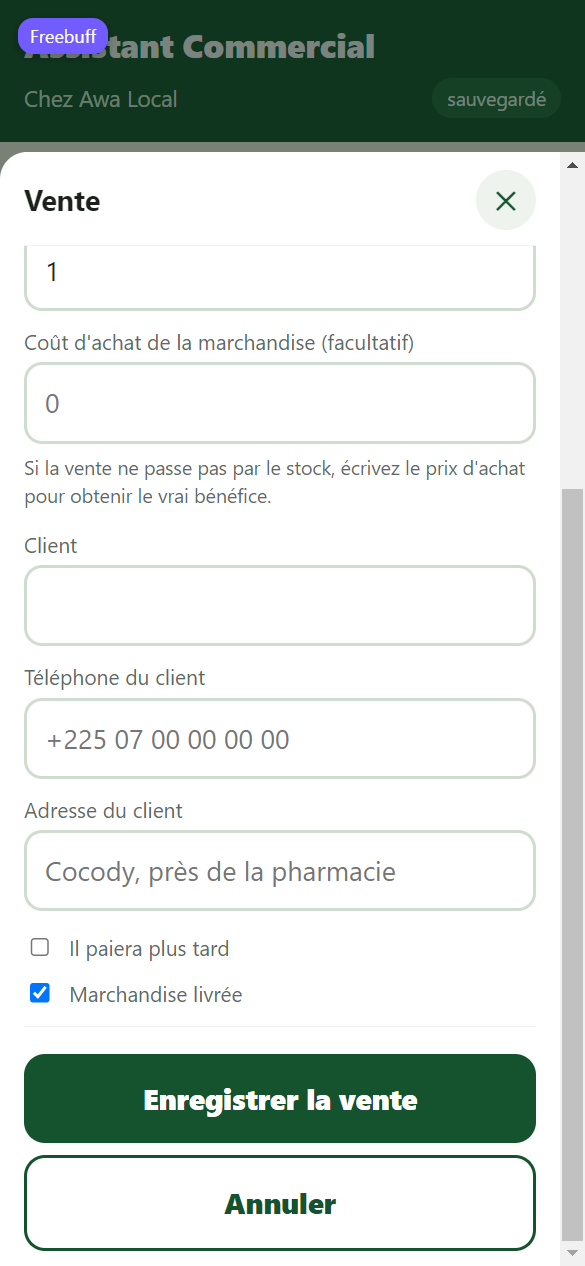 Freebuff
Assistant Commercial
Chez Awa Local
sauvegardé
Vente
1
Coût d'achat de la marchandise (facultatif)
0
Si la vente ne passe pas par le stock, écrivez le prix d'achat
pour obtenir le vrai bénéfice.
Client
Téléphone du client
+225 07 00 00 00 00
Adresse du client
Cocody, près de la pharmacie
Il paiera plus tard
Marchandise livrée
Enregistrer la vente
Annuler